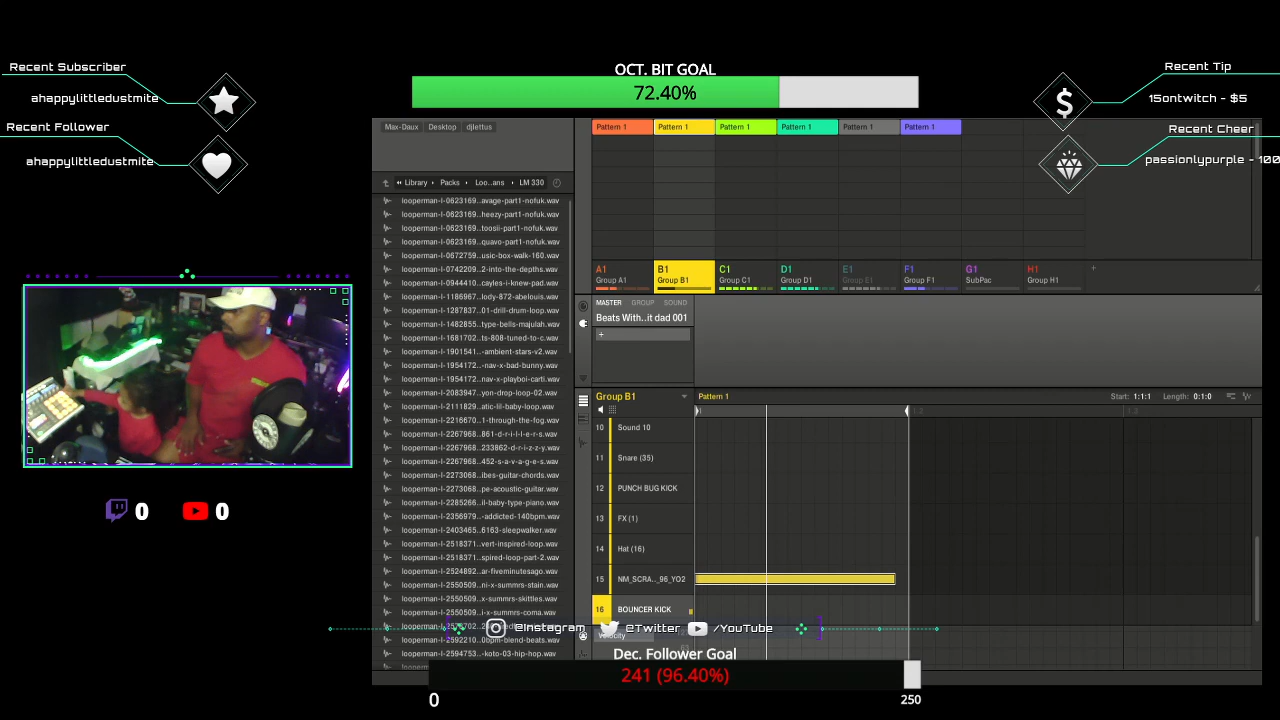 Recent Subscriber
ahappylittledustmite
Recent Follower
ahappylittledustmite
OCT. BIT GOAL
72.40%
Recent Tip
15ontwitch - $5
Recent Cheer
passionlypurple - 100
Max-Daux Desktop djlettus
Library Packs Loo...ans LM 330
looperman-l-0623169..avage-part1-nofuk.wav
looperman-l-0623169..heezy-part1-nofuk.wav
looperman-l-0623169..toosii-part1-nofuk.wav
looperman-l-0623169..quavo-part1-nofuk.wav
looperman-l-0672759..usic-box-walk-160.wav
looperman-l-0742209..2-into-the-depths.wav
looperman-l-0944410..cayles-i-knew-pad.wav
looperman-l-1186967..lody-872-abelouis.wav
looperman-l-1287837..01-drill-drum-loop.wav
looperman-l-1482855..type-bells-majulah.wav
looperman-l-1681702..ts-808-tuned-to-c.wav
looperman-l-1901541..-ambient-stars-v2.wav
looperman-l-1954172..-nav-x-bad-bunny.wav
looperman-l-1954172..nav-x-playboi-carti.wav
looperman-l-2083947..yon-drop-loop-02.wav
looperman-l-2111829..atic-lil-baby-loop.wav
looperman-l-2216670..1-through-the-fog.wav
looperman-l-2267968..861-d-r-i-l-l-e-r-s.wav
looperman-l-2267968..233862-d-r-i-z-z-y.wav
looperman-l-2267968..452-s-a-v-a-g-e-s.wav
looperman-l-2273068..ibes-guitar-chords.wav
looperman-l-2273068..pe-acoustic-guitar.wav
looperman-l-2285266..il-baby-type-piano.wav
looperman-l-2356979..-addicted-140bpm.wav
looperman-l-2403465..6163-sleepwalker.wav
looperman-l-2518371..vert-inspired-loop.wav
looperman-l-2518371..spired-loop-part-2.wav
looperman-l-2524892..ar-fiveminutesago.wav
looperman-l-2550509..ni-x-summrs-stain.wav
looperman-l-2550509..x-summrs-skittles.wav
looperman-l-2550509..i-x-summrs-coma.wav
looperman-l-2592210..0bpm-blend-beats.wav
looperman-l-2594753..-koto-03-hip-hop.wav
Pattern 1 Pattern 1 Pattern 1 Pattern 1 Pattern 1 Pattern 1
A1 B1 C1 D1 E1 F1 G1 H1 +
Group A1 Group B1 Group C1 Group D1 Group E1 Group F1 SubPac Group H1
MASTER GROUP SOUND
Beats With..it dad 001
+
Group B1 Pattern 1 Start: 1:1:1 Length: 0:1:0
1 1.2 1.3
10 Sound 10
11 Snare (35)
12 PUNCH BUG KICK
13 FX (1)
14 Hat (16)
15 NM_SCRA.._96_YO2
16 BOUNCER KICK
Velocity
0 0
@Instagram @Twitter /YouTube
Dec. Follower Goal
241 (96.40%)
0 250